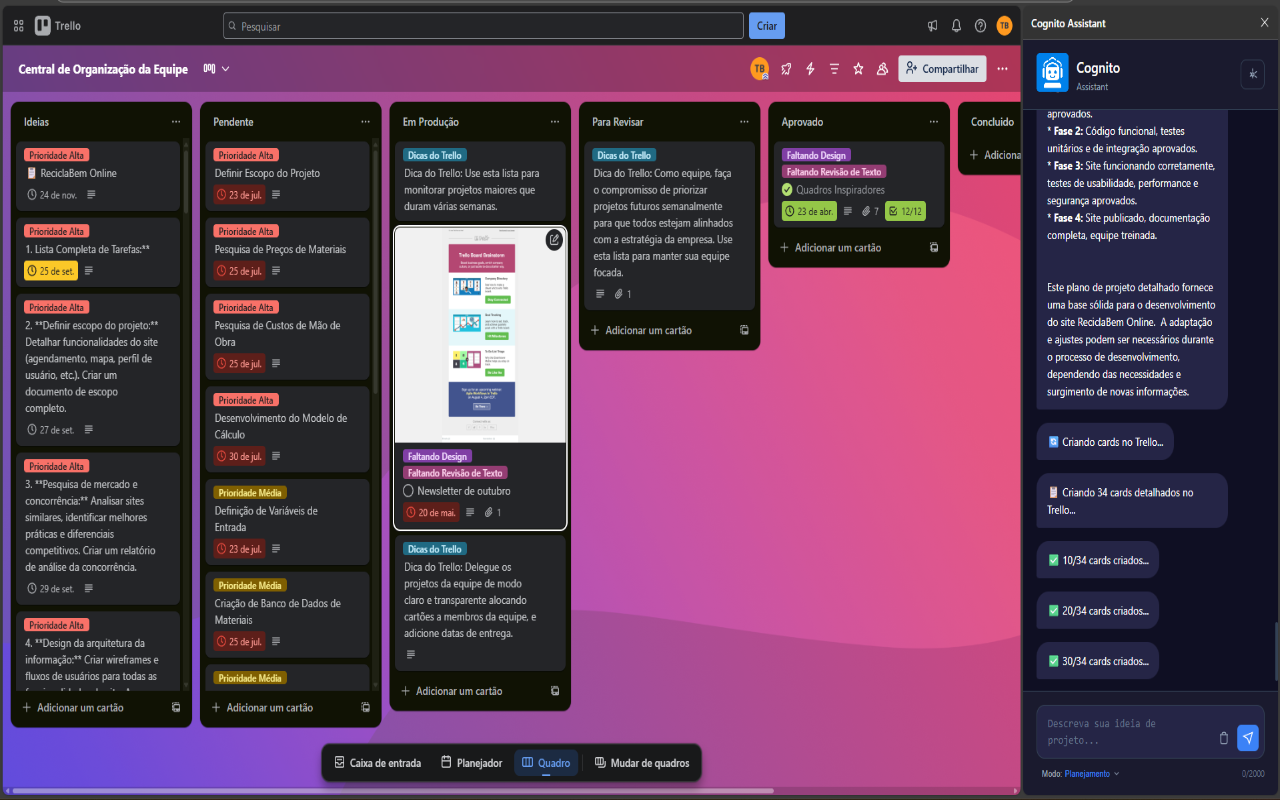 Trello
Pesquisar
Criar
TB
Central de Organização da Equipe
TB
Compartilhar
Ideias
Prioridade Alta
📋 ReciclaBem Online
24 de nov.
Prioridade Alta
1. Lista Completa de Tarefas:**
25 de set.
Prioridade Alta
2. **Definir escopo do projeto:**
Detalhar funcionalidades do site
(agendamento, mapa, perfil de
usuário, etc.). Criar um
documento de escopo
completo.
27 de set.
Prioridade Alta
3. **Pesquisa de mercado e
concorrência:** Analisar sites
similares, identificar melhores
práticas e diferenciais
competitivos. Criar um relatório
de análise da concorrência.
29 de set.
Prioridade Alta
4. **Design da arquitetura da
informação:** Criar wireframes e
fluxos de usuários para todas as
Adicionar um cartão
Pendente
Prioridade Alta
Definir Escopo do Projeto
23 de jul.
Prioridade Alta
Pesquisa de Preços de Materiais
25 de jul.
Prioridade Alta
Pesquisa de Custos de Mão de
Obra
25 de jul.
Prioridade Alta
Desenvolvimento do Modelo de
Cálculo
30 de jul.
Prioridade Média
Definição de Variáveis de
Entrada
23 de jul.
Prioridade Média
Criação de Banco de Dados de
Materiais
25 de jul.
Prioridade Média
Adicionar um cartão
Em Produção
Dicas do Trello
Dica do Trello: Use esta lista para
monitorar projetos maiores que
duram várias semanas.
Trello Board Brainstorm
Faltando Design
Faltando Revisão de Texto
Newsletter de outubro
20 de mai.
1
Dicas do Trello
Dica do Trello: Delegue os
projetos da equipe de modo
claro e transparente alocando
cartões a membros da equipe, e
adicione datas de entrega.
Adicionar um cartão
Para Revisar
Dicas do Trello
Dica do Trello: Como equipe, faça
o compromisso de priorizar
projetos futuros semanalmente
para que todos estejam alinhados
com a estratégia da empresa. Use
esta lista para manter sua equipe
focada.
1
Adicionar um cartão
Aprovado
Faltando Design
Faltando Revisão de Texto
Quadros Inspiradores
23 de abr.
7
12/12
Adicionar um cartão
Concluido
Adiciona
Caixa de entrada
Planejador
Quadro
Mudar de quadros
Cognito Assistant
Cognito
Assistant
aprovados.
* Fase 2: Código funcional, testes
unitários e de integração aprovados.
* Fase 3: Site funcionando corretamente,
testes de usabilidade, performance e
segurança aprovados.
* Fase 4: Site publicado, documentação
completa, equipe treinada.
Este plano de projeto detalhado fornece
uma base sólida para o desenvolvimento
do site ReciclaBem Online. A adaptação
e ajustes podem ser necessários durante
o processo de desenvolvimento,
dependendo das necessidades e
surgimento de novas informações.
🔄 Criando cards no Trello...
📋 Criando 34 cards detalhados no
Trello...
✅ 10/34 cards criados...
✅ 20/34 cards criados...
✅ 30/34 cards criados...
Descreva sua ideia de
projeto...
Modo: Planejamento
0/2000